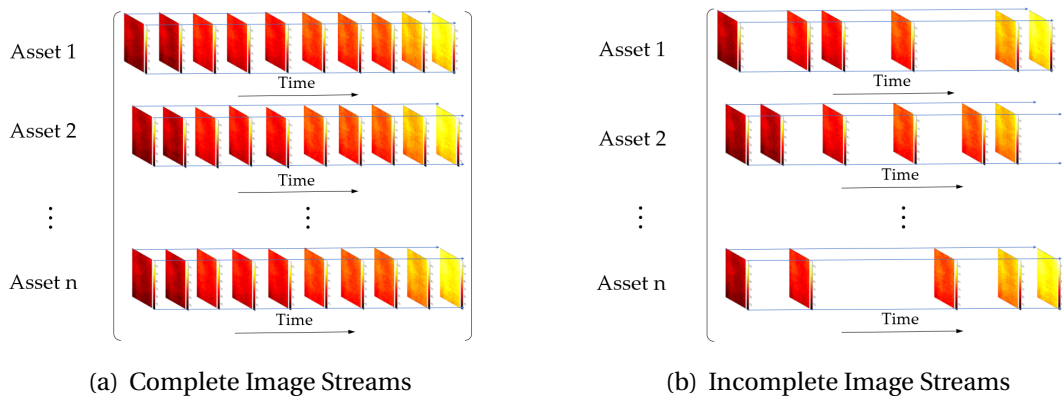 Asset 1
Time
Asset 2
Time
Asset n
Time
(a) Complete Image Streams
Asset 1
Time
Asset 2
Time
Asset n
Time
(b) Incomplete Image Streams